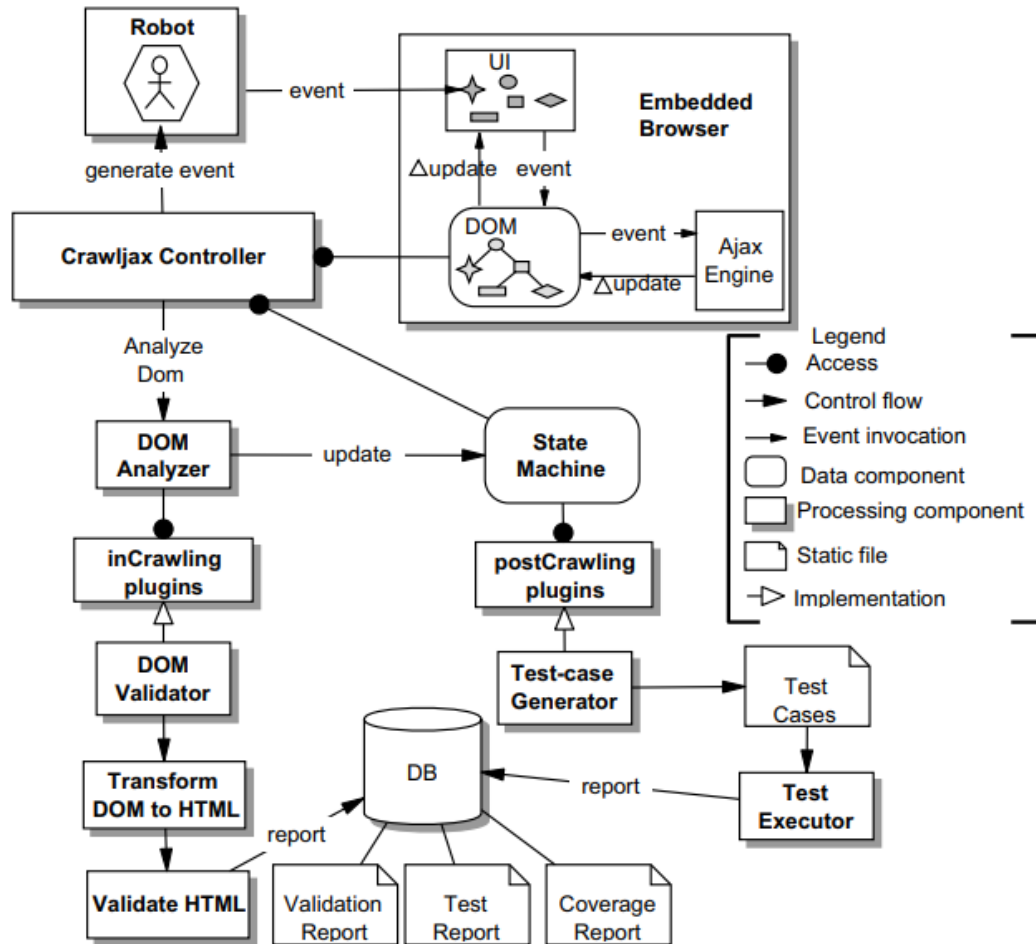 Robot
event
generate event
UI
Embedded
Browser
△update
event
DOM
event
△update
Ajax
Engine
Crawljax Controller
Analyze
Dom
DOM
Analyzer
update
State
Machine
inCrawling
plugins
postCrawling
plugins
DOM
Validator
Test-case
Generator
Test
Cases
Transform
DOM to HTML
DB
report
Test
Executor
report
Validate HTML
Validation
Report
Test
Report
Coverage
Report
Legend
Access
Control flow
Event invocation
Data component
Processing component
Static file
Implementation